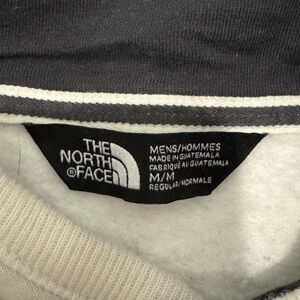 THE
NORTH
®FACE
MENS/HOMMES
MADE IN GUATEMALA
FABRIQUÉ AU GUATEMALA
M/M
REGULAR/NORMALE